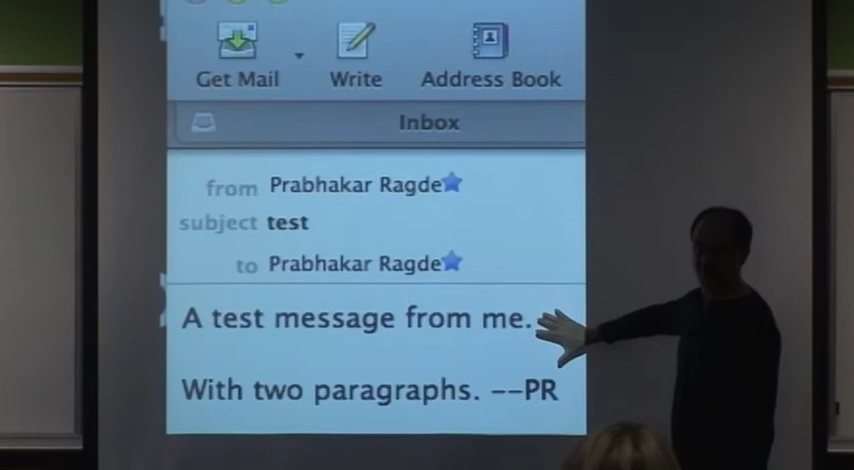 Get Mail Write Address Book
Inbox
from Prabhakar Ragde
subject test
to Prabhakar Ragde
A test message from me.
With two paragraphs. --PR